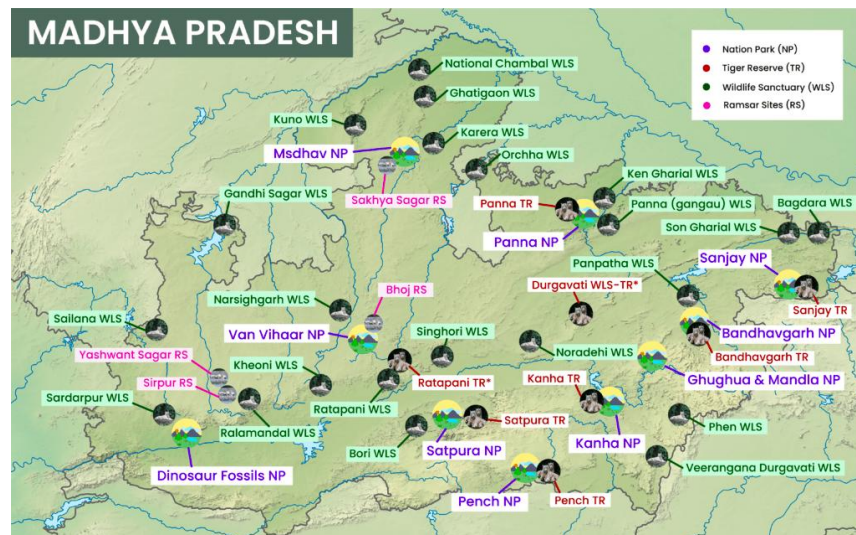 MADHYA PRADESH
Nation Park (NP)
Tiger Reserve (TR)
Wildlife Sanctuary (WLS)
Ramsar Sites (RS)
National Chambal WLS
Ghatigaon WLS
Kuno WLS
Karera WLS
Msdhav NP
Orchha WLS
Sakhya Sagar RS
Ken Gharial WLS
Gandhi Sagar WLS
Panna TR
Panna (gangau) WLS
Bagdara WLS
Son Gharial WLS
Panna NP
Sanjay NP
Panpatha WLS
Durgavati WLS-TR*
Bhoj RS
Narsighgarh WLS
Sanjay TR
Sailana WLS
Van Vihaar NP
Singhori WLS
Bandhavgarh NP
Yashwant Sagar RS
Noradehi WLS
Bandhavgarh TR
Kheoni WLS
Ratapani TR*
Kanha TR
Ghughua & Mandla NP
Sirpur RS
Sardarpur WLS
Ratapani WLS
Satpura TR
Phen WLS
Ralamandal WLS
Kanha NP
Bori WLS
Satpura NP
Veerangana Durgavati WLS
Dinosaur Fossils NP
Pench NP
Pench TR